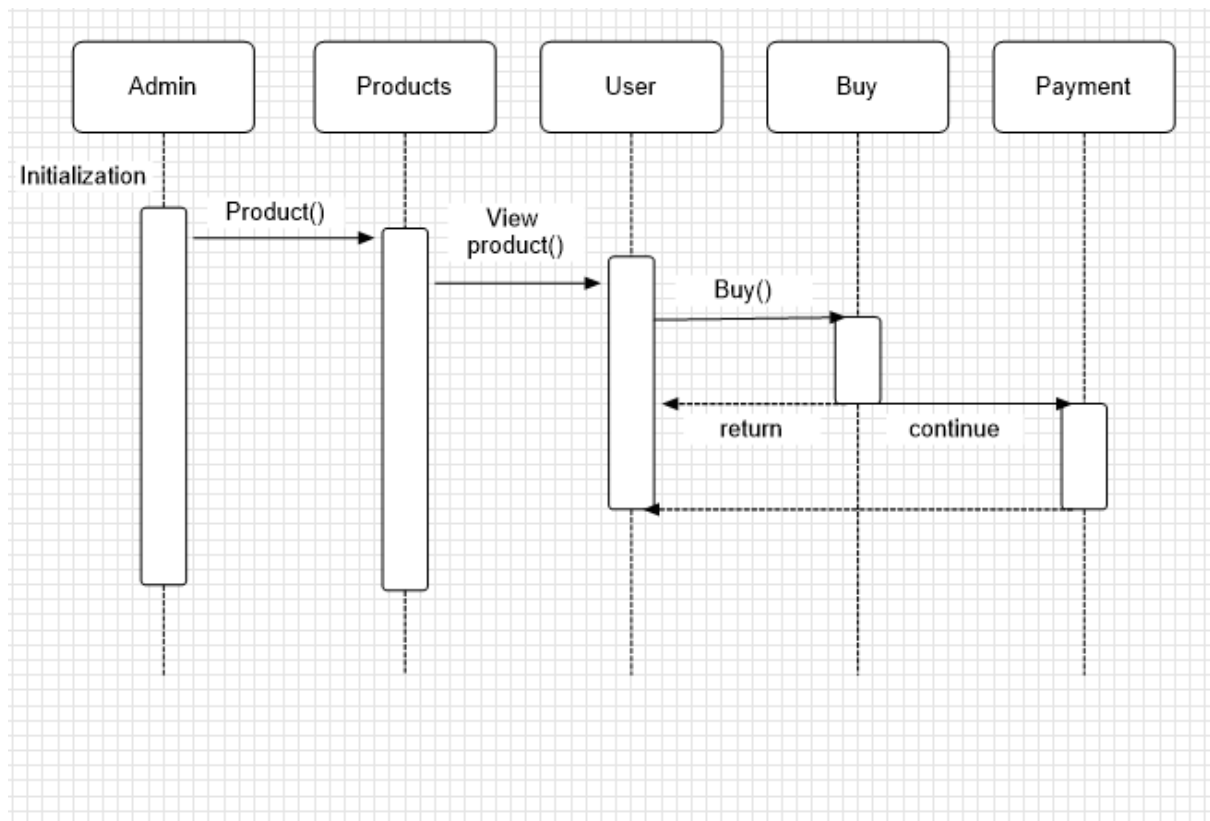 Admin
Products
User
Buy
Payment
Initialization
Product()
View
product()
Buy()
return
continue